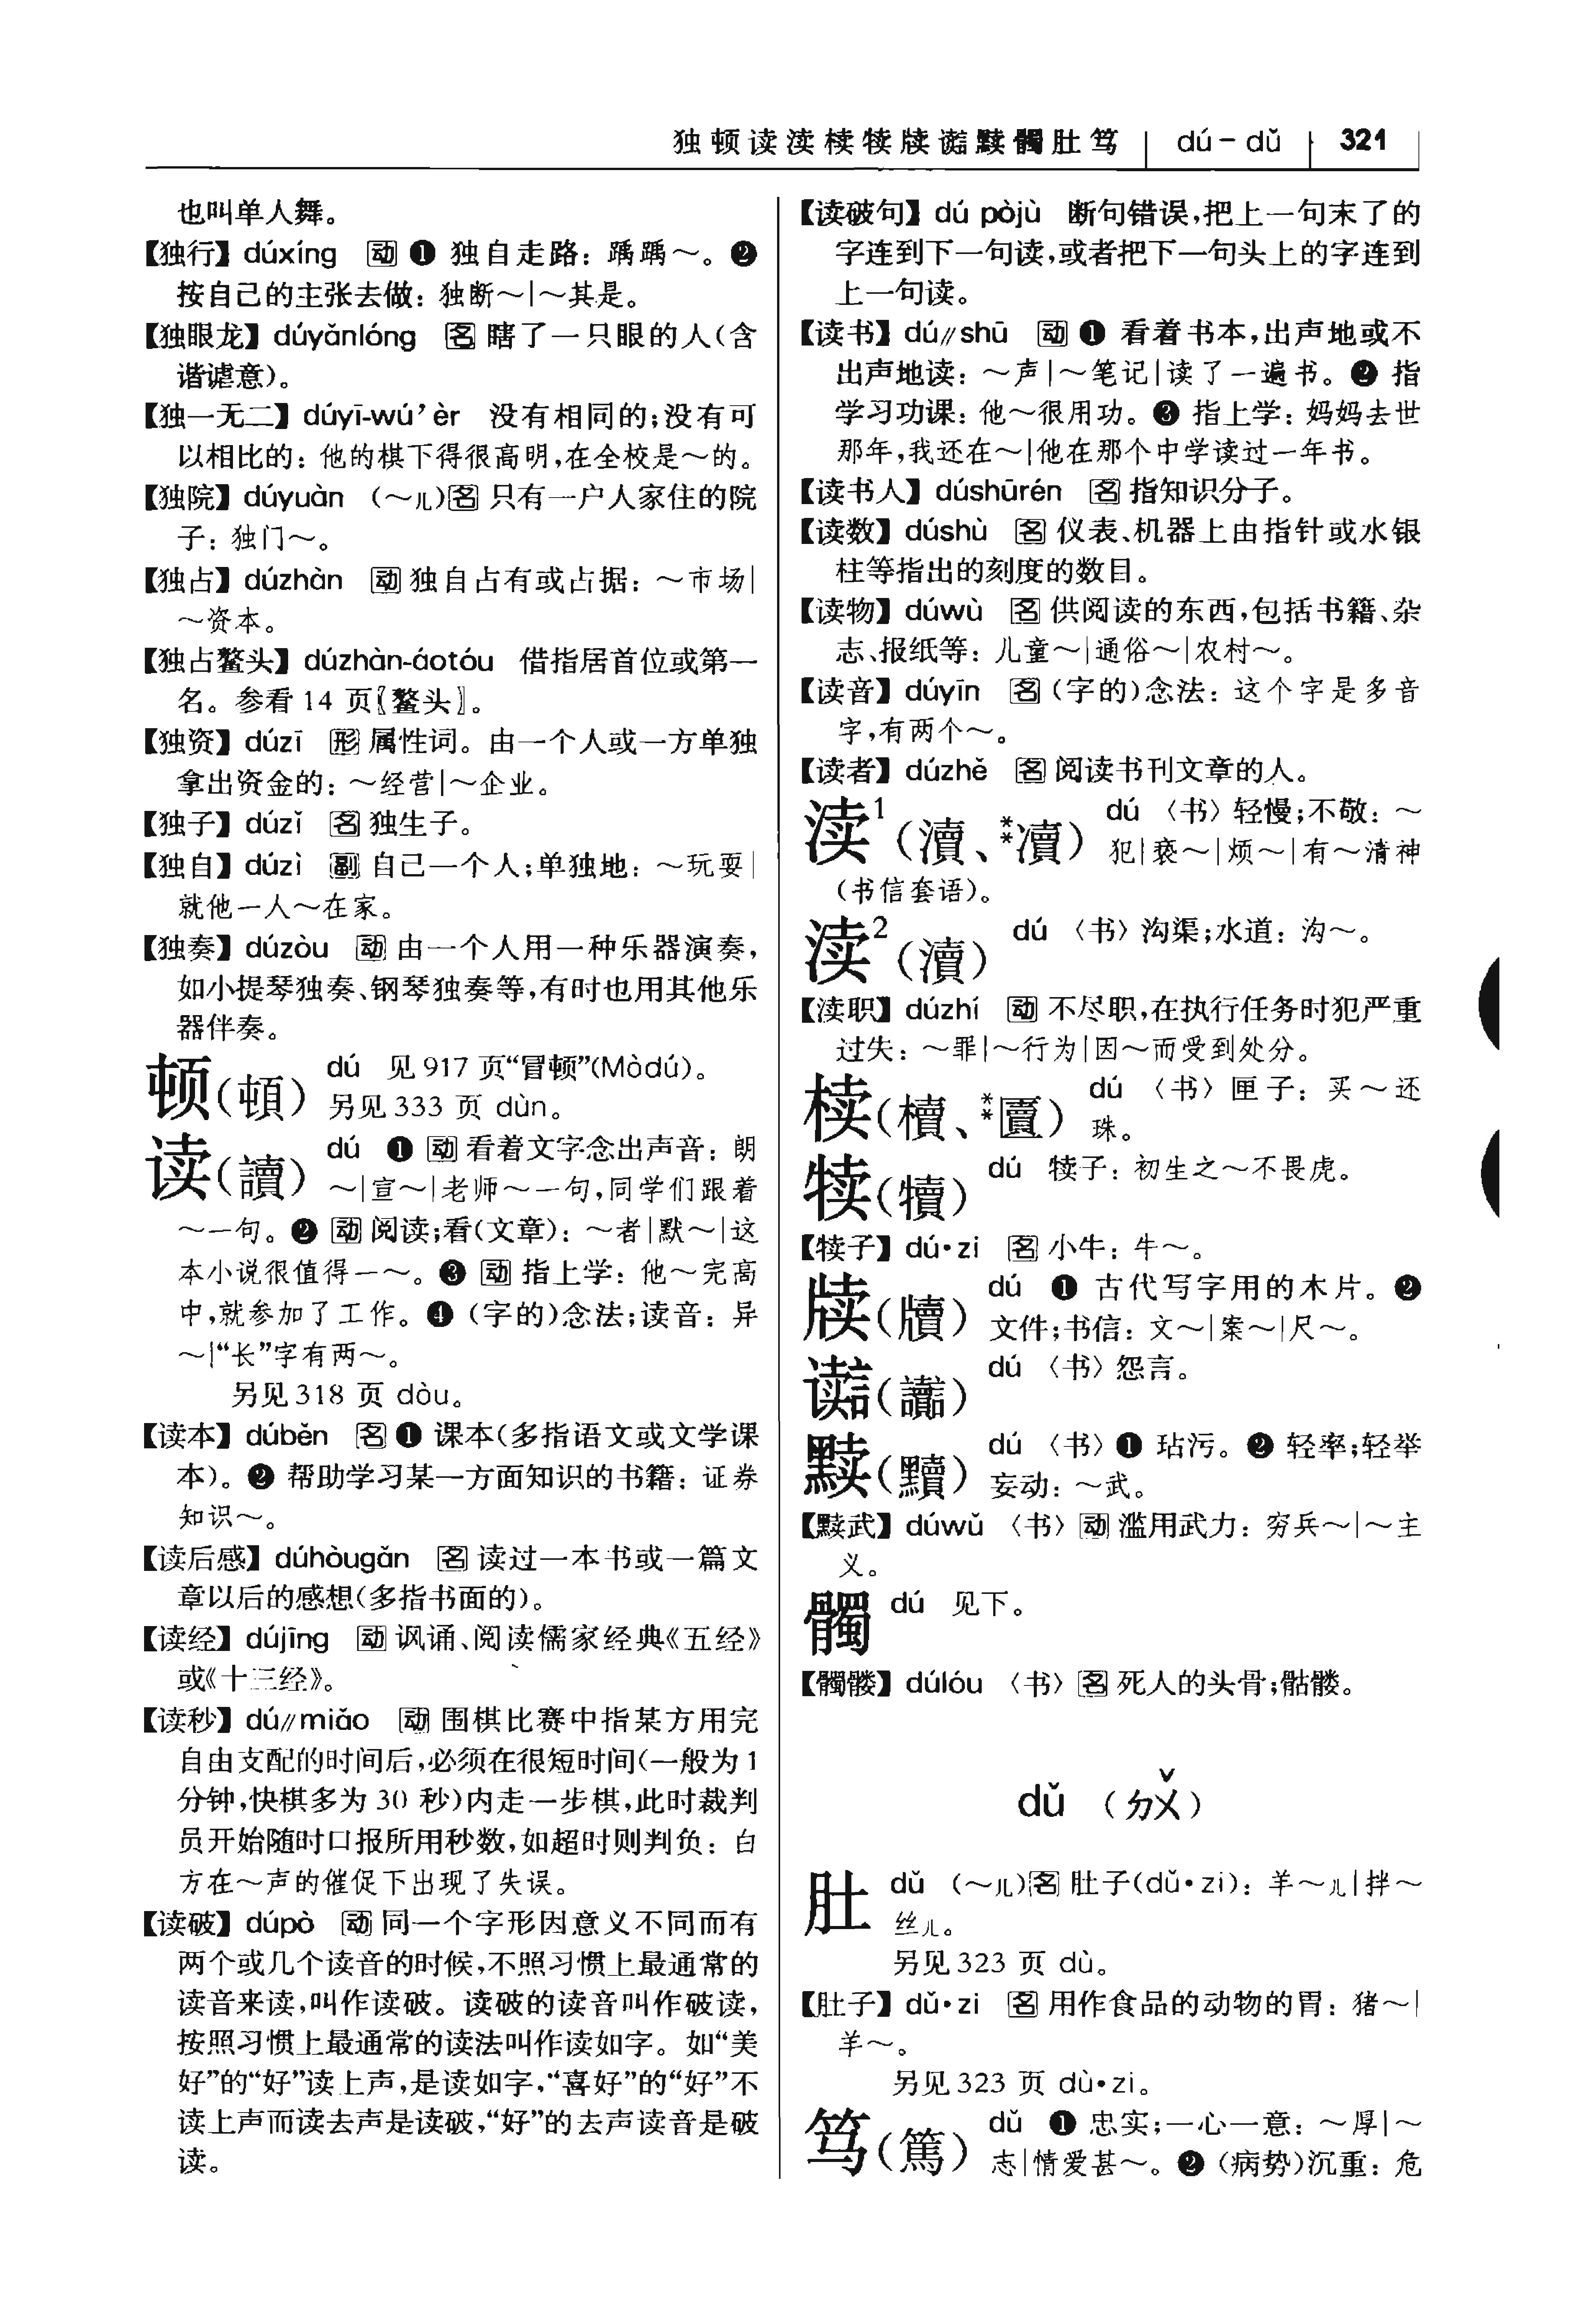 独顿读渎椟犊牍讟黩髑肚笃 dú－dǔ 321
也叫单人舞。
【独行】dúxíng 动 ❶ 独自走路：踽踽～。❷
按自己的主张去做：独断～|～其是。
【独眼龙】dúyǎnlóng 名 瞎了一只眼的人（含
谐谑意）。
【独一无二】dúyī-wú’èr 没有相同的；没有可
以相比的：他的棋下得很高明，在全校是～的。
【独院】dúyuàn （～儿）名 只有一户人家住的院
子：独门～。
【独占】dúzhàn 动 独自占有或占据：～市场|
～资本。
【独占鳌头】dúzhàn-áotóu 借指居首位或第一
名。参看 14 页〖鳌头〗。
【独资】dúzī 形 属性词。由一个人或一方单独
拿出资金的：～经营|～企业。
【独子】dúzǐ 名 独生子。
【独自】dúzì 副 自己一个人；单独地：～玩耍|
就他一人～在家。
【独奏】dúzòu 动 由一个人用一种乐器演奏，
如小提琴独奏、钢琴独奏等，有时也用其他乐
器伴奏。
顿（頓） dú 见 917 页“冒顿”（Mòdú）。
另见 333 页 dùn。
读（讀） dú ❶ 动 看着文字念出声音：朗
～|宣～|老师～一句，同学们跟着
～一句。❷ 动 阅读；看（文章）：～者|默～|这
本小说很值得一～。❸ 动 指上学：他～完高
中，就参加了工作。❹（字的）念法；读音：异
～|“长”字有两～。
另见 318 页 dòu。
【读本】dúběn 名 ❶ 课本（多指语文或文学课
本）。❷ 帮助学习某一方面知识的书籍：证券
知识～。
【读后感】dúhòugǎn 名 读过一本书或一篇文
章以后的感想（多指书面的）。
【读经】dújīng 动 讽诵、阅读儒家经典《五经》
或《十三经》。
【读秒】dú∥miǎo 动 围棋比赛中指某方用完
自由支配的时间后，必须在很短时间（一般为 1
分钟，快棋多为 30 秒）内走一步棋，此时裁判
员开始随时口报所用秒数，如超时则判负：白
方在～声的催促下出现了失误。
【读破】dúpò 动 同一个字形因意义不同而有
两个或几个读音的时候，不照习惯上最通常的
读音来读，叫作读破。读破的读音叫作破读，
按照习惯上最通常的读法叫作读如字。如“美
好”的“好”读上声，是读如字，“喜好”的“好”不
读上声而读去声是读破，“好”的去声读音是破
读。
【读破句】dú pòjù 断句错误，把上一句末了的
字连到下一句读，或者把下一句头上的字连到
上一句读。
【读书】dú∥shū 动 ❶ 看着书本，出声地或不
出声地读：～声|～笔记|读了一遍书。❷ 指
学习功课：他～很用功。❸ 指上学：妈妈去世
那年，我还在～|他在那个中学读过一年书。
【读书人】dúshūrén 名 指知识分子。
【读数】dúshù 名 仪表、机器上由指针或水银
柱等指出的刻度的数目。
【读物】dúwù 名 供阅读的东西，包括书籍、杂
志、报纸等：儿童～|通俗～|农村～。
【读音】dúyīn 名（字的）念法：这个字是多音
字，有两个～。
【读者】dúzhě 名 阅读书刊文章的人。
渎¹（瀆、**凟） dú 〈书〉轻慢；不敬：～
犯|亵～|烦～|有～清神
（书信套语）。
渎²（瀆） dú 〈书〉沟渠；水道：沟～。
【渎职】dúzhí 动 不尽职，在执行任务时犯严重
过失：～罪|～行为|因～而受到处分。
椟（櫝、**匵） dú 〈书〉匣子：买～还
珠。
犊（犢） dú 犊子：初生之～不畏虎。
【犊子】dú·zi 名 小牛：牛～。
牍（牘） dú ❶ 古代写字用的木片。❷
文件；书信：文～|案～|尺～。
讟（讟） dú 〈书〉怨言。
黩（黷） dú 〈书〉❶ 玷污。❷ 轻率；轻举
妄动：～武。
【黩武】dúwǔ 〈书〉动 滥用武力：穷兵～|～主
义。
髑 dú 见下。
【髑髅】dúlóu 〈书〉名 死人的头骨；骷髅。
dǔ （ㄉㄨˇ）
肚 dǔ （～儿）名 肚子（dǔ·zi）：羊～儿|拌～
丝儿。
另见 323 页 dù。
【肚子】dǔ·zi 名 用作食品的动物的胃：猪～|
羊～。
另见 323 页 dù·zi。
笃（篤） dǔ ❶ 忠实；一心一意：～厚|～
志|情爱甚～。❷（病势）沉重：危